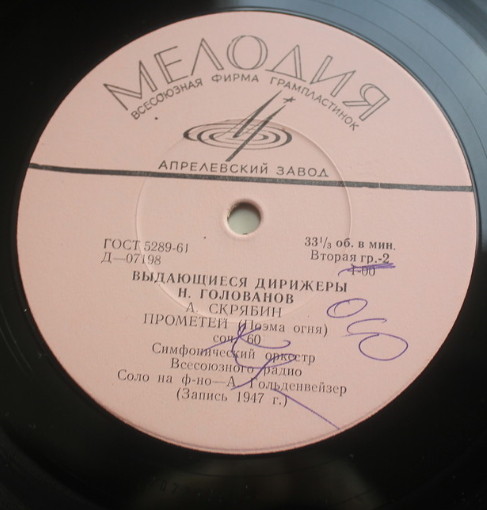 МЕЛОДИЯ
ВСЕСОЮЗНАЯ ФИРМА ГРАМПЛАСТИНОК
АПРЕЛЕВСКИЙ ЗАВОД
ГОСТ 5289-61
Д—07198
33⅓ об. в мин.
Вторая гр.-2
1-00
ВЫДАЮЩИЕСЯ ДИРИЖЕРЫ
Н. ГОЛОВАНОВ
А. СКРЯБИН
ПРОМЕТЕЙ (Поэма огня)
соч. 60
Симфонический оркестр
Всесоюзного радио
Соло на ф-но—А. Гольденвейзер
(Запись 1947 г.)